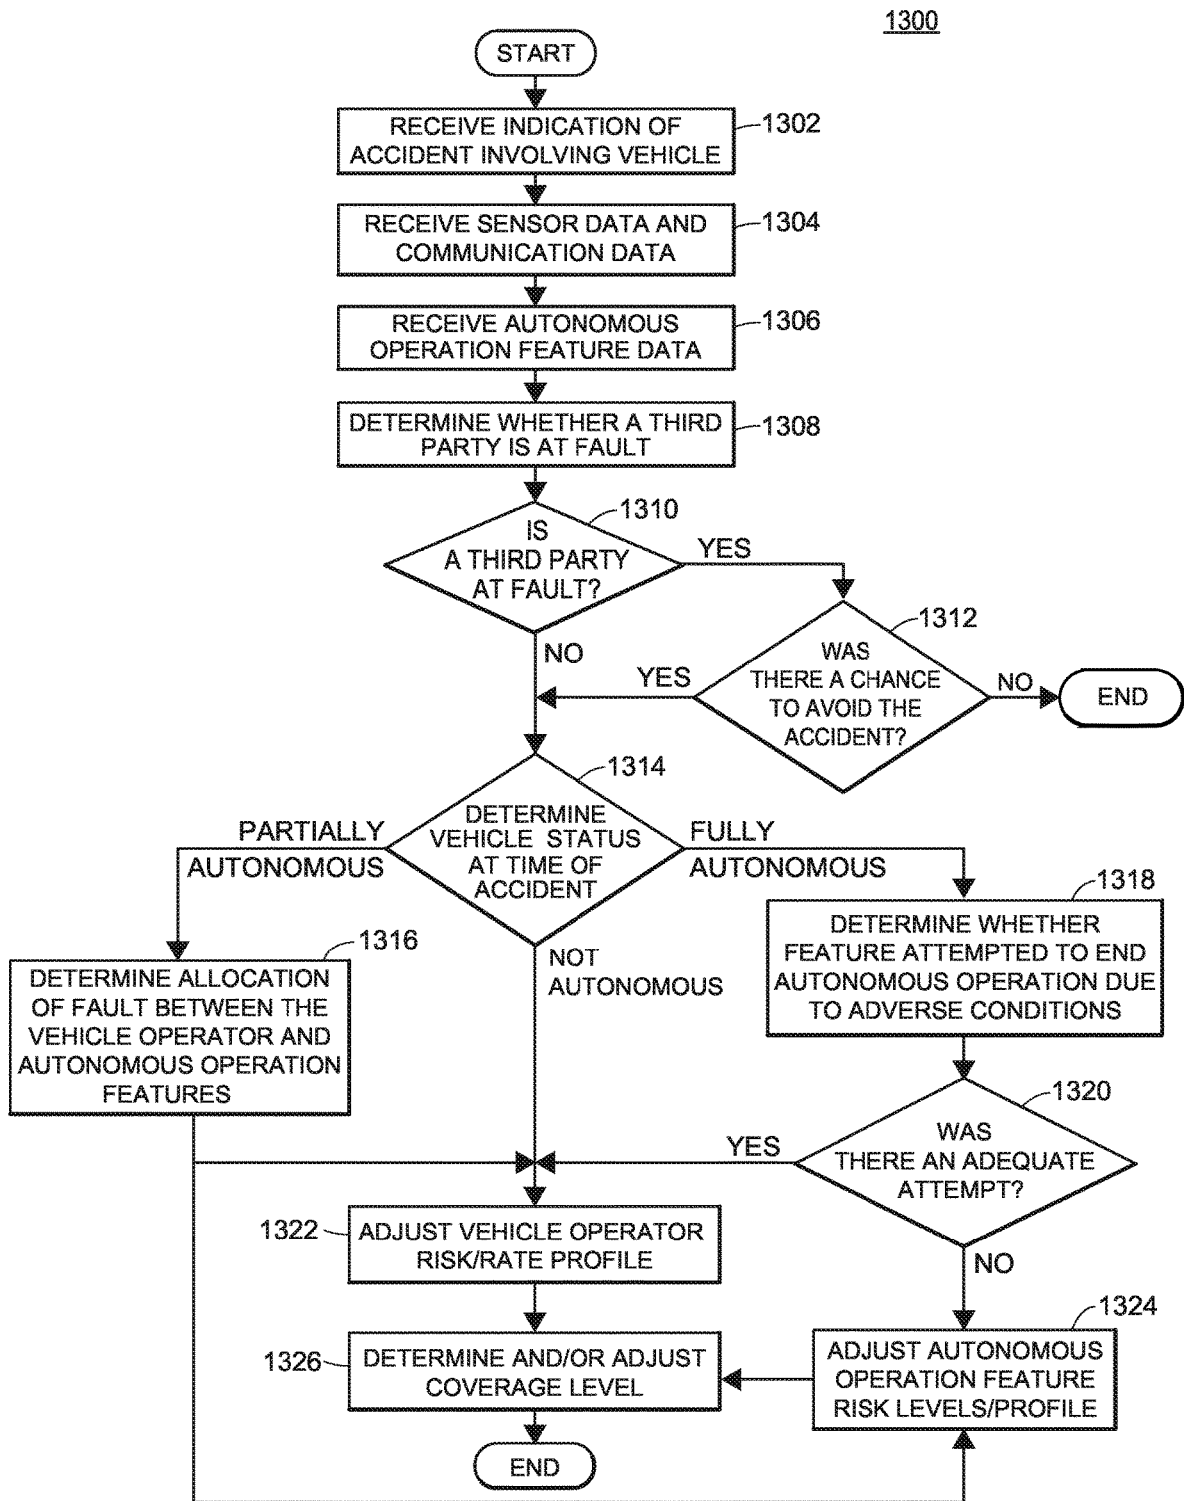 1300
START
RECEIVE INDICATION OF
ACCIDENT INVOLVING VEHICLE
1302
RECEIVE SENSOR DATA AND
COMMUNICATION DATA
1304
RECEIVE AUTONOMOUS
OPERATION FEATURE DATA
1306
DETERMINE WHETHER A THIRD
PARTY IS AT FAULT
1308
1310
IS
A THIRD PARTY
AT FAULT?
YES
NO
1312
WAS
THERE A CHANCE
TO AVOID THE
ACCIDENT?
YES
NO
END
1314
DETERMINE
VEHICLE STATUS
AT TIME OF
ACCIDENT
PARTIALLY
AUTONOMOUS
FULLY
AUTONOMOUS
NOT
AUTONOMOUS
1316
DETERMINE ALLOCATION
OF FAULT BETWEEN THE
VEHICLE OPERATOR AND
AUTONOMOUS OPERATION
FEATURES
1318
DETERMINE WHETHER
FEATURE ATTEMPTED TO END
AUTONOMOUS OPERATION DUE
TO ADVERSE CONDITIONS
1320
WAS
THERE AN ADEQUATE
ATTEMPT?
YES
NO
1322
ADJUST VEHICLE OPERATOR
RISK/RATE PROFILE
1324
ADJUST AUTONOMOUS
OPERATION FEATURE
RISK LEVELS/PROFILE
1326
DETERMINE AND/OR ADJUST
COVERAGE LEVEL
END